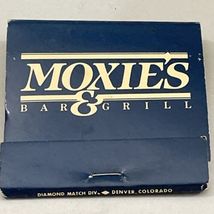 MOXIE'S
BAR & GRILL
DIAMOND MATCH DIV. ◆ DENVER, COLORADO